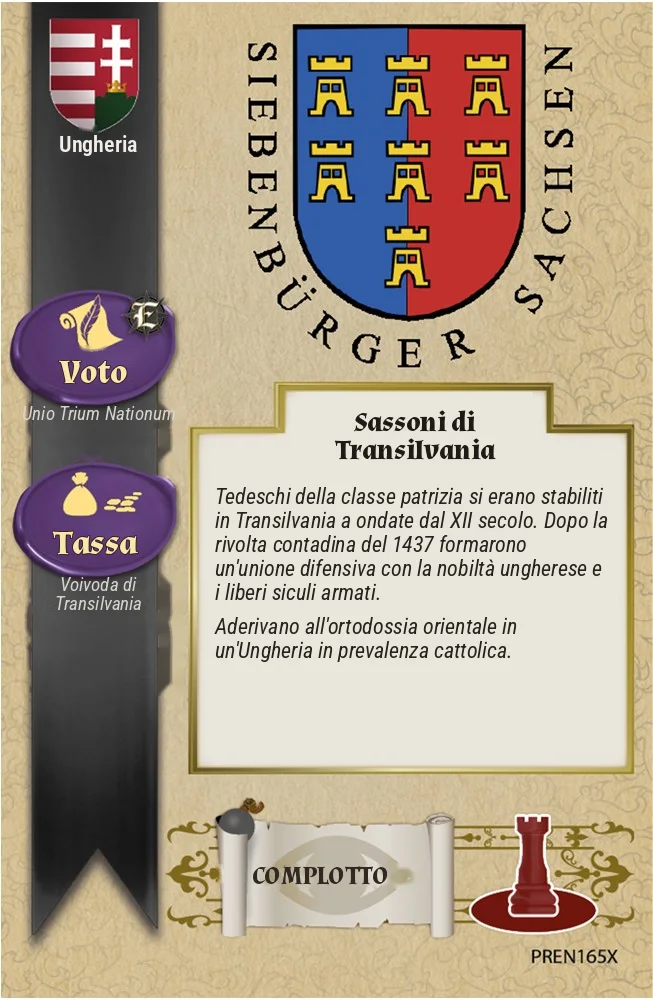 Ungheria
SIEBENBÜRGER SACHSEN
E
Voto
Unio Trium Nationum
Tassa
Voivoda di
Transilvania
Sassoni di
Transilvania
Tedeschi della classe patrizia si erano stabiliti
in Transilvania a ondate dal XII secolo. Dopo la
rivolta contadina del 1437 formarono
un'unione difensiva con la nobiltà ungherese e
i liberi siculi armati.
Aderivano all'ortodossia orientale in
un'Ungheria in prevalenza cattolica.
COMPLOTTO
PREN165X